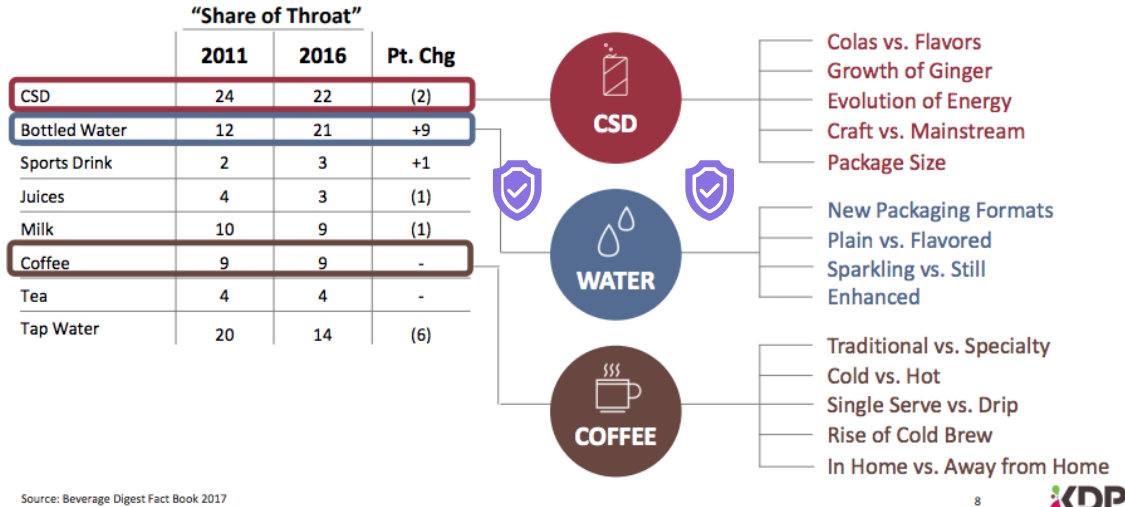 “Share of Throat”
2011 2016 Pt. Chg
CSD 24 22 (2)
Bottled Water 12 21 +9
Sports Drink 2 3 +1
Juices 4 3 (1)
Milk 10 9 (1)
Coffee 9 9 -
Tea 4 4 -
Tap Water 20 14 (6)
CSD
Colas vs. Flavors
Growth of Ginger
Evolution of Energy
Craft vs. Mainstream
Package Size
WATER
New Packaging Formats
Plain vs. Flavored
Sparkling vs. Still
Enhanced
COFFEE
Traditional vs. Specialty
Cold vs. Hot
Single Serve vs. Drip
Rise of Cold Brew
In Home vs. Away from Home
Source: Beverage Digest Fact Book 2017
8
KDP